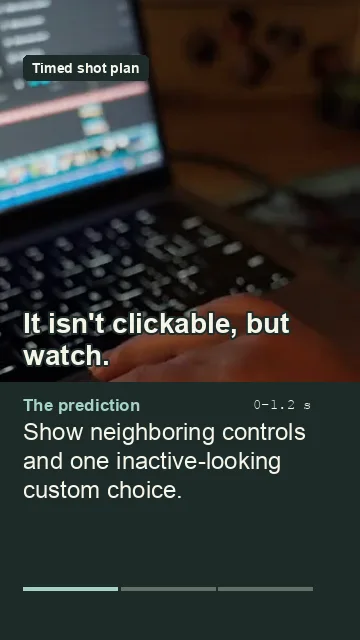 Timed shot plan
It isn't clickable, but
watch.
The prediction
0–1.2 s
Show neighboring controls
and one inactive-looking
custom choice.